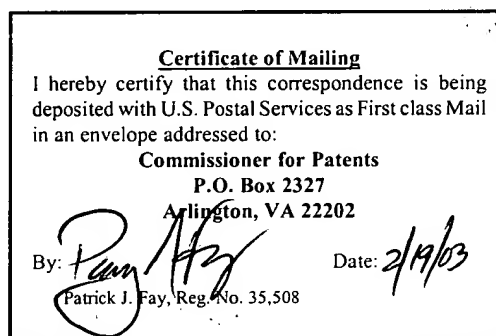 Certificate of Mailing
I hereby certify that this correspondence is being
deposited with U.S. Postal Services as First class Mail
in an envelope addressed to:
Commissioner for Patents
P.O. Box 2327
Arlington, VA 22202
By: Date: 2/19/03
Patrick J. Fay, Reg. No. 35,508